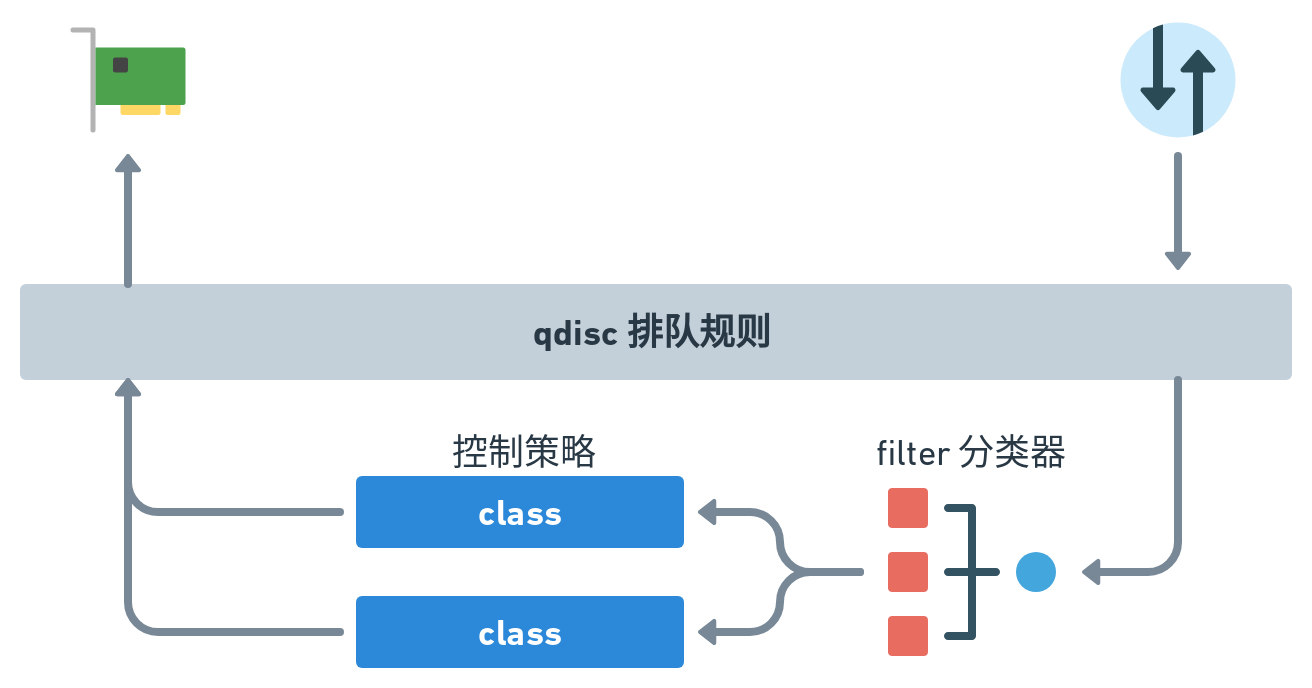 qdisc 排队规则
控制策略
filter 分类器
class
class